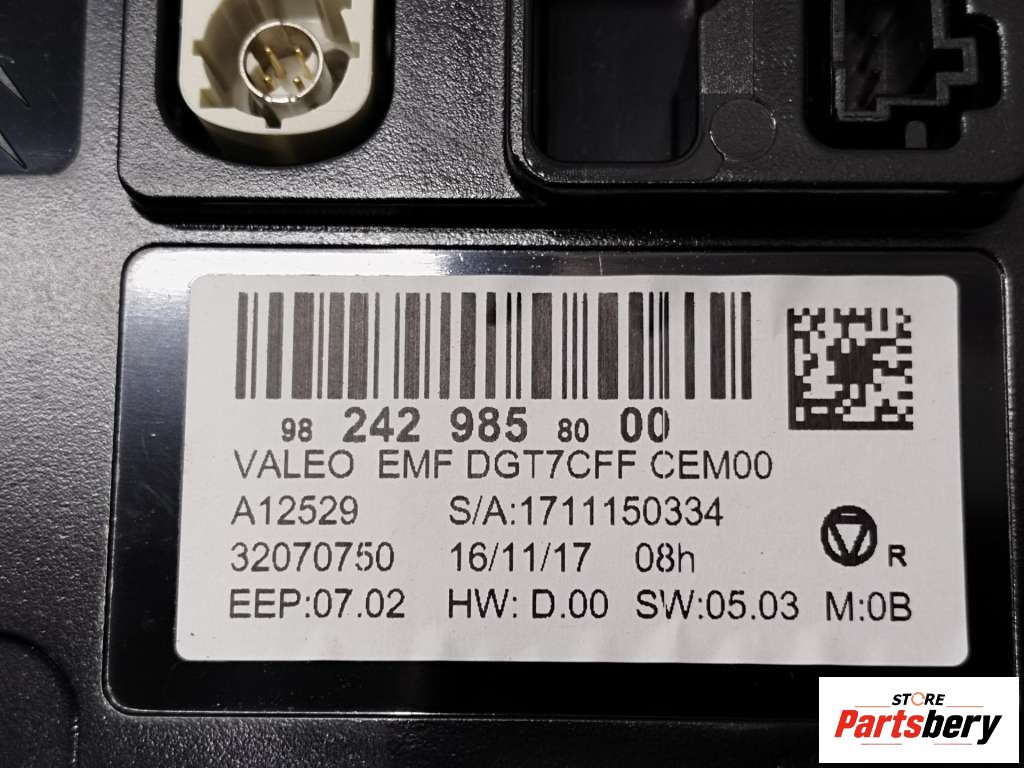 98 242 985 80 00
VALEO EMF DGT7CFF CEM00
A12529 S/A:1711150334
32070750 16/11/17 08h
R
EEP:07.02 HW: D.00 SW:05.03 M:0B
STORE
Partsbery